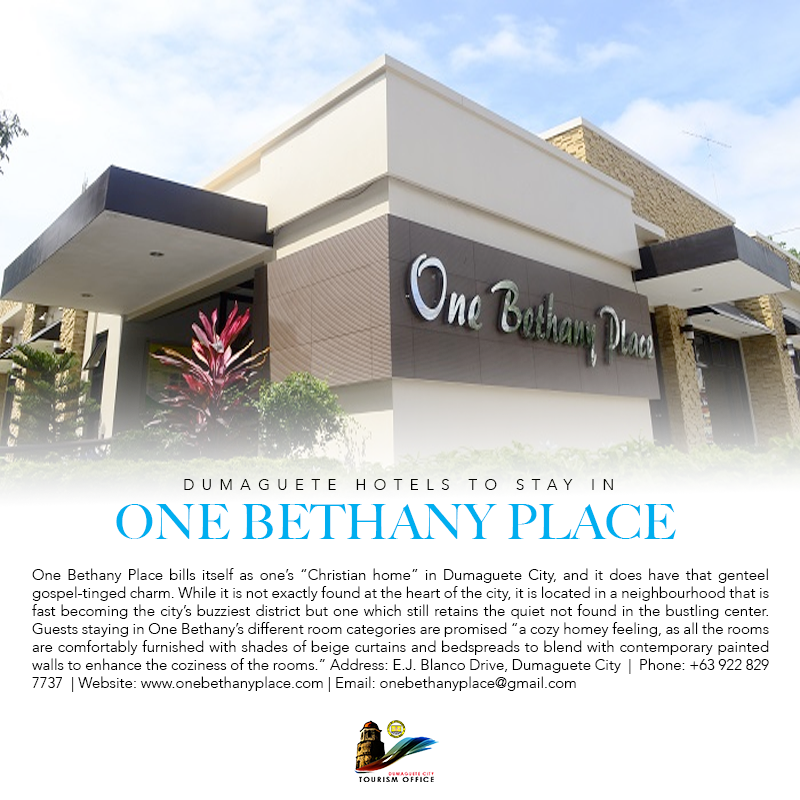 One Bethany Place
DUMAGUETE HOTELS TO STAY IN
ONE BETHANY PLACE
One Bethany Place bills itself as one's “Christian home” in Dumaguete City, and it does have that genteel
gospel-tinged charm. While it is not exactly found at the heart of the city, it is located in a neighbourhood that is
fast becoming the city's buzziest district but one which still retains the quiet not found in the bustling center.
Guests staying in One Bethany's different room categories are promised “a cozy homey feeling, as all the rooms
are comfortably furnished with shades of beige curtains and bedspreads to blend with contemporary painted
walls to enhance the coziness of the rooms.” Address: E.J. Blanco Drive, Dumaguete City | Phone: +63 922 829
7737 | Website: www.onebethanyplace.com | Email: onebethanyplace@gmail.com
DUMAGUETE CITY
TOURISM OFFICE